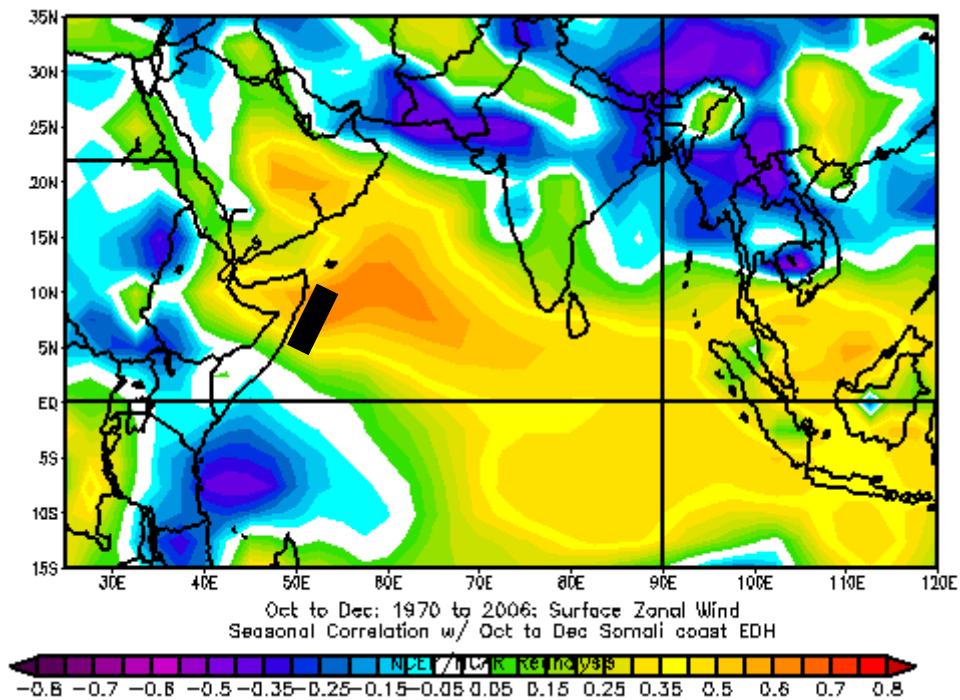 35N
30N
25N
20N
15N
10N
5N
EQ
5S
10S
15S
30E 40E 50E 60E 70E 80E 90E 100E 110E 120E
Oct to Dec: 1970 to 2006: Surface Zonal Wind
Seasonal Correlation w/ Oct to Dec Somali coast EDH
NCEP/NCAR Reanalysis
-0.8 -0.7 -0.6 -0.5 -0.35 -0.25 -0.15 -0.05 0.05 0.15 0.25 0.35 0.5 0.6 0.7 0.8